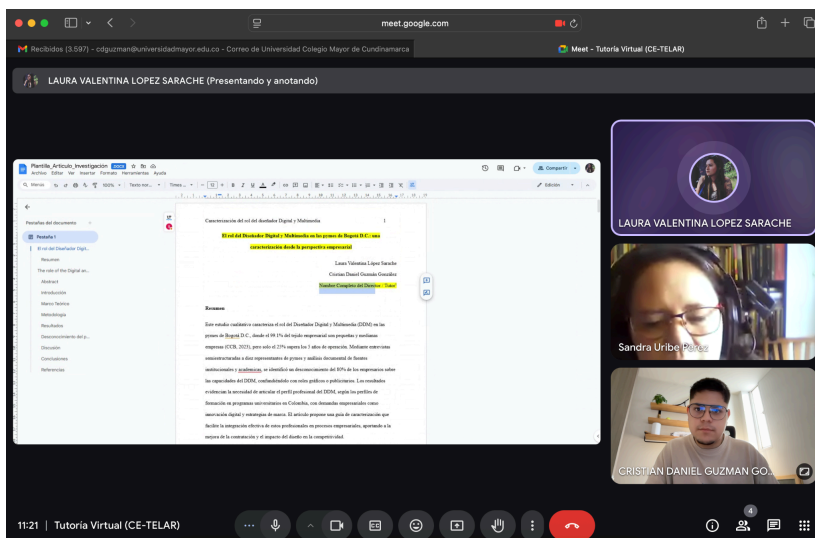 meet.google.com
Recibidos (3.597) - cdguzman@universidadmayor.edu.co - Correo de Universidad Colegio Mayor de Cundinamarca
Meet - Tutoría Virtual (CE-TELAR)
LAURA VALENTINA LOPEZ SARACHE (Presentando y anotando)
Plantilla_Artículo_Investigación DOCX
Archivo Editar Ver Insertar Formato Herramientas Ayuda
Compartir
Menús 100% Texto nor... Times ... 12 Edición
Pestañas del documento
Pestaña 1
El rol del Diseñador Digit...
Resumen
The role of the Digital an...
Abstract
Introducción
Marco Teórico
Metodología
Resultados
Desconocimiento del p...
Discusión
Conclusiones
Referencias
Caracterización del rol del diseñador Digital y Multimedia 1
El rol del Diseñador Digital y Multimedia en las pymes de Bogotá D.C.: una
caracterización desde la perspectiva empresarial
Laura Valentina López Sarache
Cristian Daniel Guzmán González
Nombre Completo del Director / Tutor
Resumen
Este estudio cualitativo caracteriza el rol del Diseñador Digital y Multimedia (DDM) en las
pymes de Bogotá D.C., donde el 99.1% del tejido empresarial son pequeñas y medianas
empresas (CCB, 2023), pero solo el 25% supera los 5 años de operación. Mediante entrevistas
semiestructuradas a diez representantes de pymes y análisis documental de fuentes
institucionales y académicas, se identificó un desconocimiento del 80% de los empresarios sobre
las capacidades del DDM, confundiéndolo con roles gráficos o publicitarios. Los resultados
evidencian la necesidad de articular el perfil profesional del DDM, según los perfiles de
formación en programas universitarios en Colombia, con demandas empresariales como
innovación digital y estrategias de marca. El artículo propone una guía de caracterización que
facilite la integración efectiva de estos profesionales en procesos empresariales, aportando a la
mejora de la contratación y el impacto del diseño en la competitividad.
LAURA VALENTINA LOPEZ SARACHE
Sandra Uribe Pérez
CRISTIAN DANIEL GUZMAN GO...
11:21 | Tutoría Virtual (CE-TELAR)
4